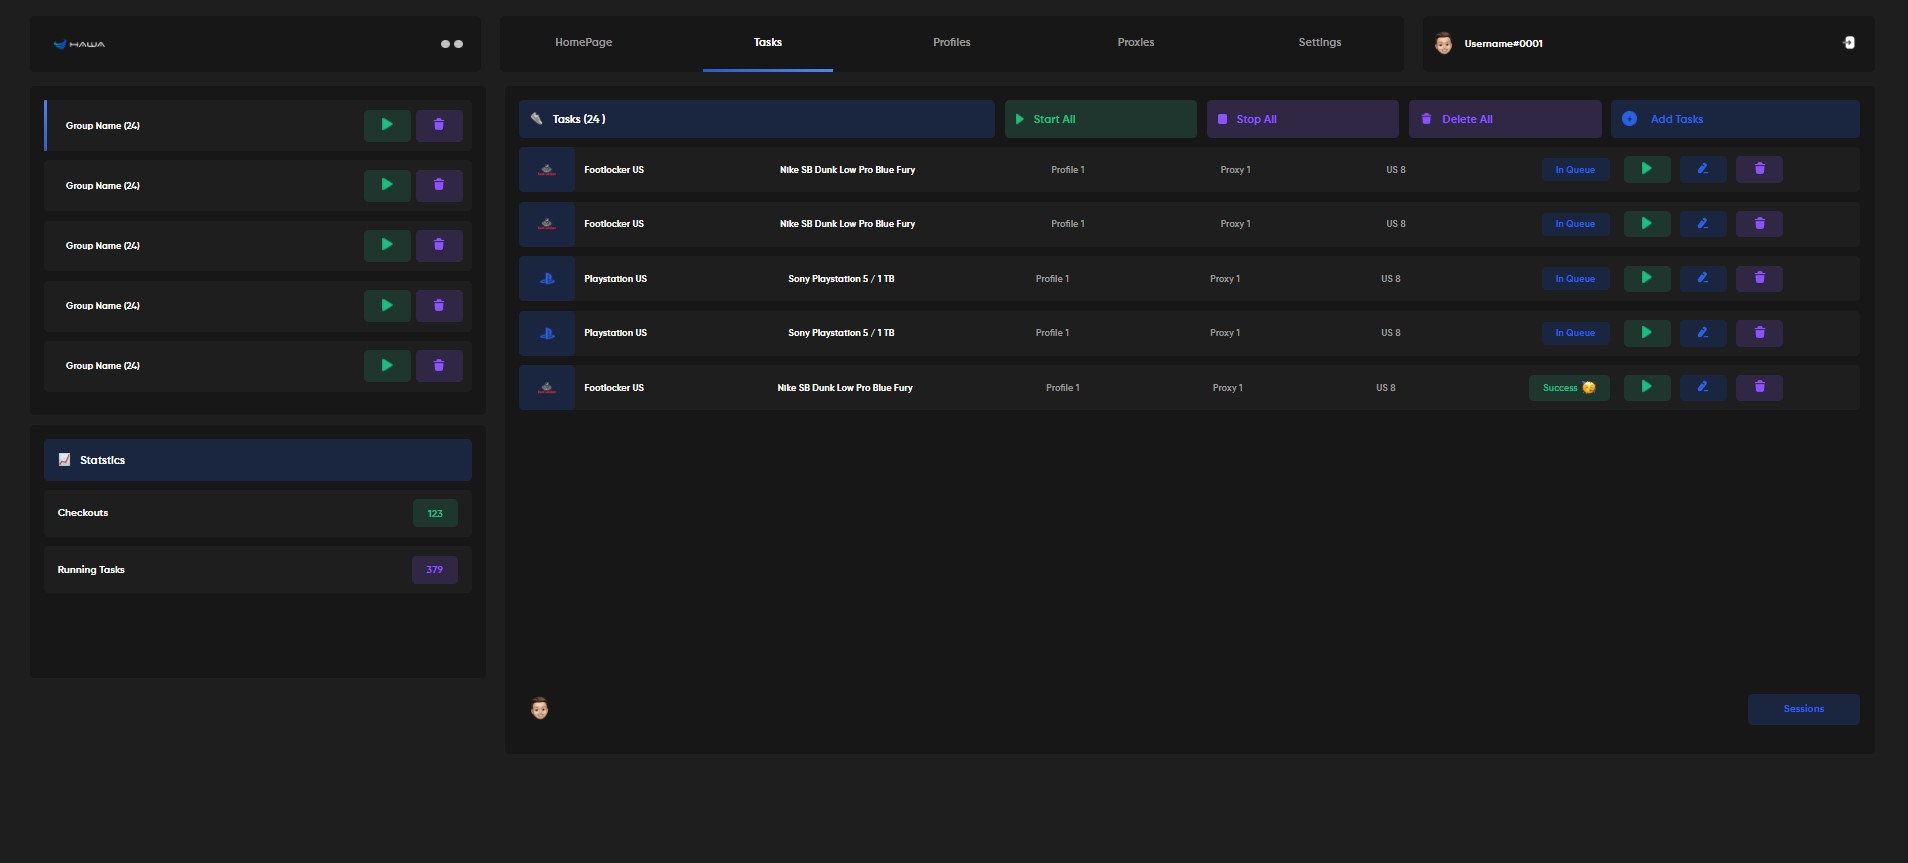 HAWA
HomePage Tasks Profiles Proxies Settings
Username#0001
Group Name (24)
Group Name (24)
Group Name (24)
Group Name (24)
Group Name (24)
Statstics
Checkouts 123
Running Tasks 379
Tasks (24 ) Start All Stop All Delete All Add Tasks
Footlocker US Nike SB Dunk Low Pro Blue Fury Profile 1 Proxy 1 US 8 In Queue
Footlocker US Nike SB Dunk Low Pro Blue Fury Profile 1 Proxy 1 US 8 In Queue
Playstation US Sony Playstation 5 / 1 TB Profile 1 Proxy 1 US 8 In Queue
Playstation US Sony Playstation 5 / 1 TB Profile 1 Proxy 1 US 8 In Queue
Footlocker US Nike SB Dunk Low Pro Blue Fury Profile 1 Proxy 1 US 8 Success 🥳
Sessions